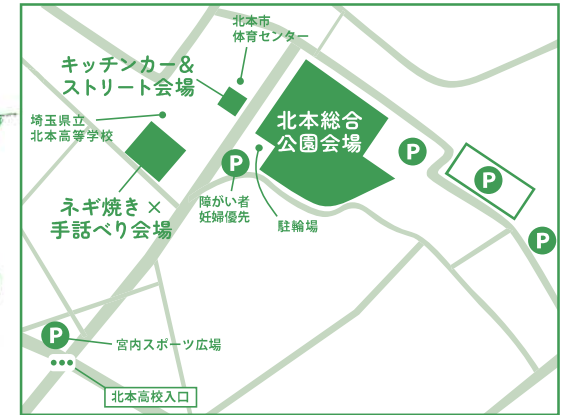 北本市
体育センター
キッチンカー&
ストリート会場
埼玉県立
北本高等学校
北本総合
公園会場
P
P
P
P
障がい者
妊婦優先
駐輪場
ネギ焼き×
手話べり会場
P
宮内スポーツ広場
北本高校入口